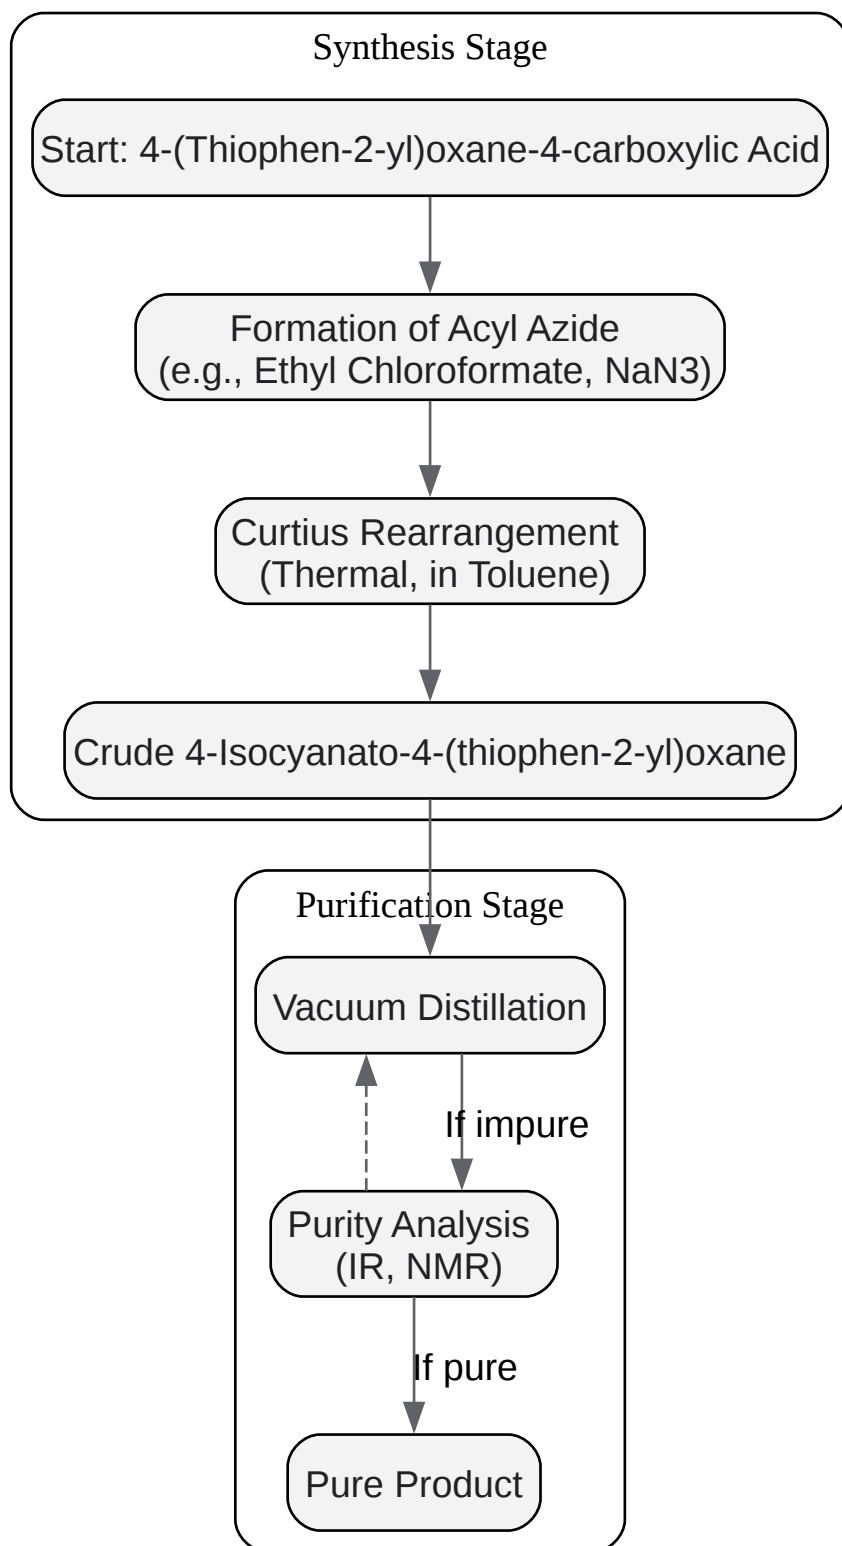 Synthesis Stage
Start: 4-(Thiophen-2-yl)oxane-4-carboxylic Acid
Formation of Acyl Azide
(e.g., Ethyl Chloroformate, NaN3)
Curtius Rearrangement
(Thermal, in Toluene)
Crude 4-Isocyanato-4-(thiophen-2-yl)oxane
Purification Stage
Vacuum Distillation
If impure
Purity Analysis
(IR, NMR)
If pure
Pure Product